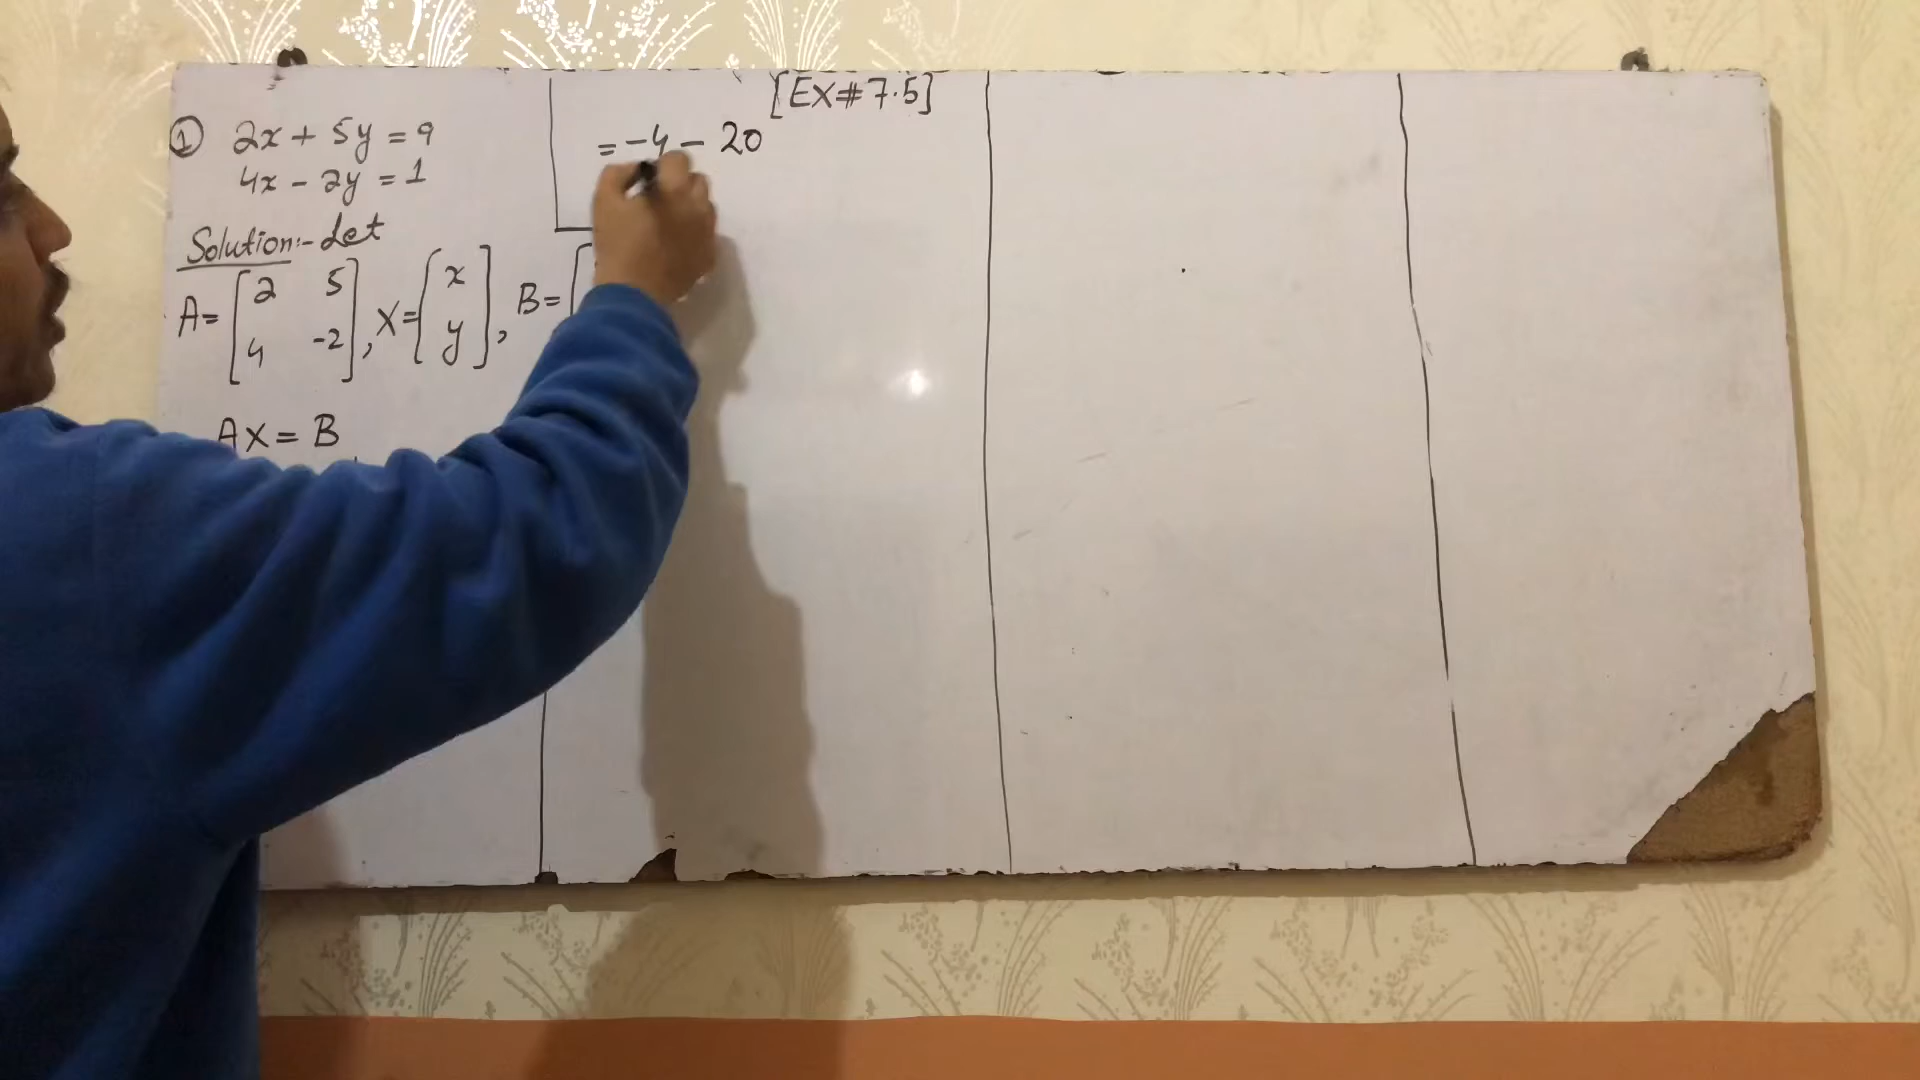 [EX#7.5]
① 2x + 5y = 9
4x - 2y = 1
Solution:- Let
A= [2 5
4 -2], X= [x
y], B= [
AX = B
= -4 - 20